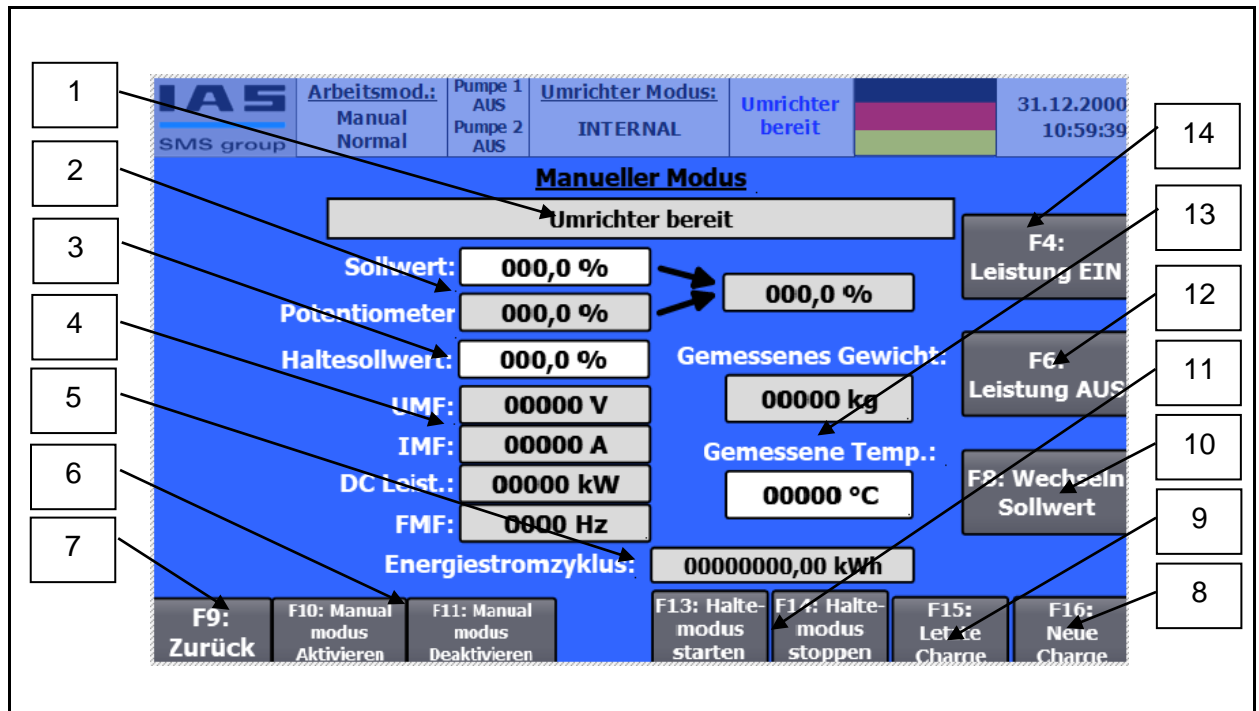 1
2
3
4
5
6
7
IAS
SMS group
Arbeitsmod.:
Manual
Normal
Pumpe 1
AUS
Pumpe 2
AUS
Umrichter Modus:
INTERNAL
Umrichter
bereit
31.12.2000
10:59:39
Manueller Modus
Umrichter bereit
Sollwert: 000,0 %
Potentiometer 000,0 %
000,0 %
Haltesollwert: 000,0 %
UMF: 00000 V
IMF: 00000 A
DC Leist.: 00000 kW
FMF: 0000 Hz
Gemessenes Gewicht:
00000 kg
Gemessene Temp.:
00000 °C
Energiestromzyklus: 00000000,00 kWh
F4:
Leistung EIN
F6:
Leistung AUS
F8: Wechseln
Sollwert
F9:
Zurück
F10: Manual
modus
Aktivieren
F11: Manual
modus
Deaktivieren
F13: Halte-
modus
starten
F14: Halte-
modus
stoppen
F15:
Letzte
Charge
F16:
Neue
Charge
14
13
12
11
10
9
8